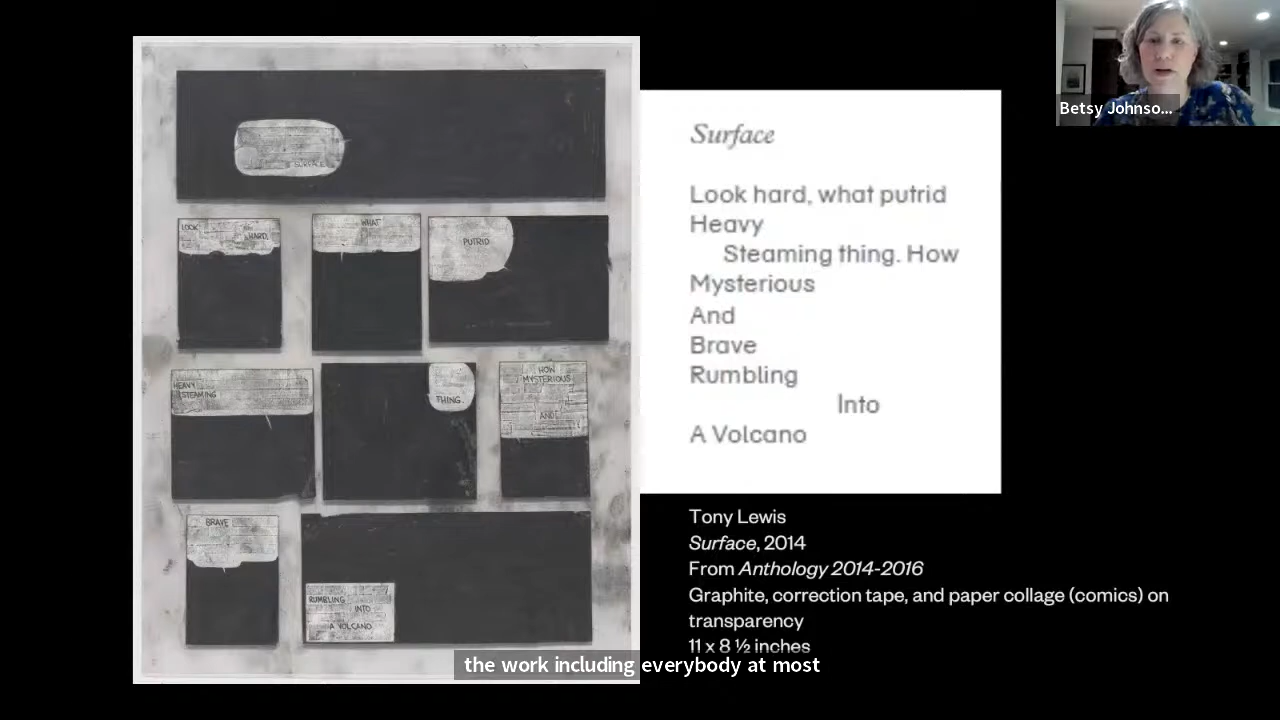 SURFACE
LOOK
HARD,
WHAT
PUTRID
HEAVY
STEAMING
THING.
HOW
MYSTERIOUS
AND
BRAVE
RUMBLING
INTO
A VOLCANO
Surface
Look hard, what putrid
Heavy
Steaming thing. How
Mysterious
And
Brave
Rumbling
Into
A Volcano
Tony Lewis
Surface, 2014
From Anthology 2014-2016
Graphite, correction tape, and paper collage (comics) on
transparency
11 x 8 ½ inches
the work including everybody at most
Betsy Johnso...